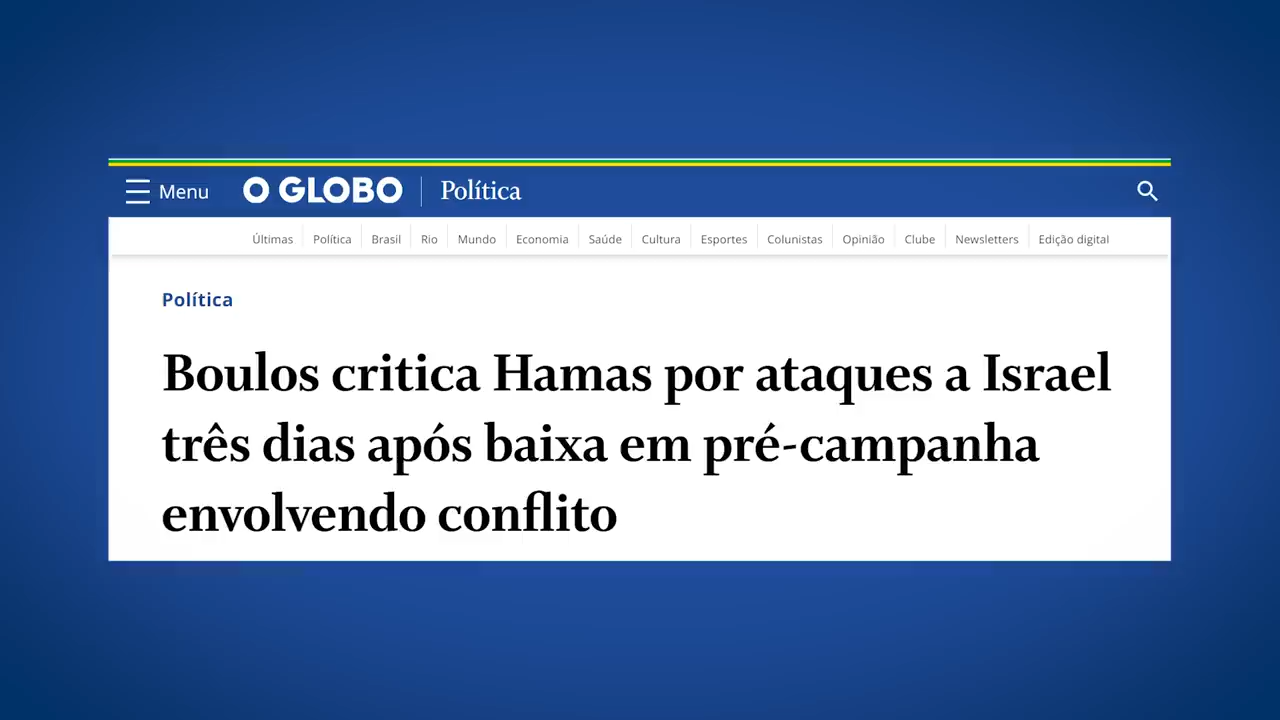 Menu O GLOBO Política
Últimas Política Brasil Rio Mundo Economia Saúde Cultura Esportes Colunistas Opinião Clube Newsletters Edição digital
Política
Boulos critica Hamas por ataques a Israel
três dias após baixa em pré-campanha
envolvendo conflito